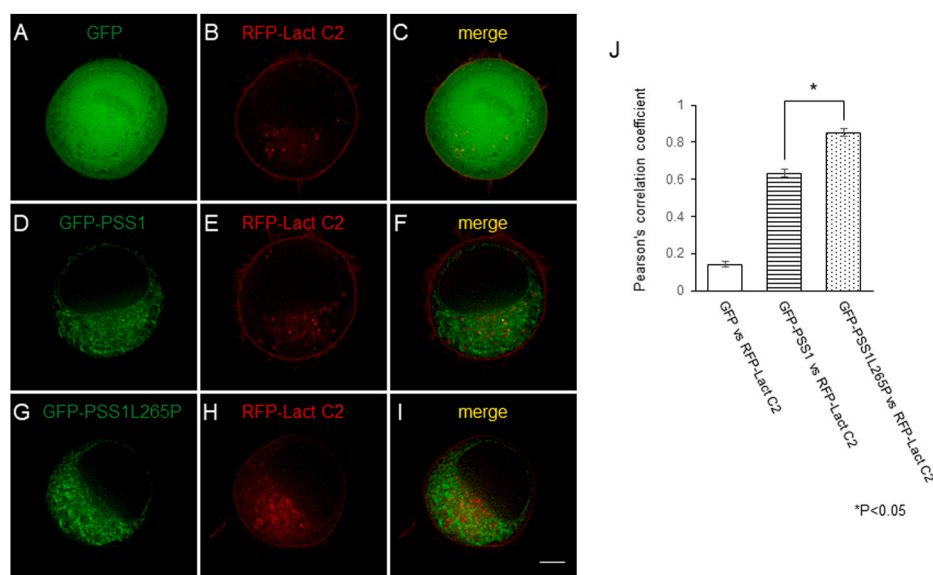 A
GFP
B
RFP-Lact C2
C
merge
D
GFP-PSS1
E
RFP-Lact C2
F
merge
G
GFP-PSS1L265P
H
RFP-Lact C2
I
merge
J
*
Pearson's correlation coefficient
1
0.8
0.6
0.4
0.2
0
GFP vs RFP-Lact C2
GFP-PSS1 vs RFP-Lact C2
GFP-PSS1L265P vs RFP-Lact C2
*P<0.05